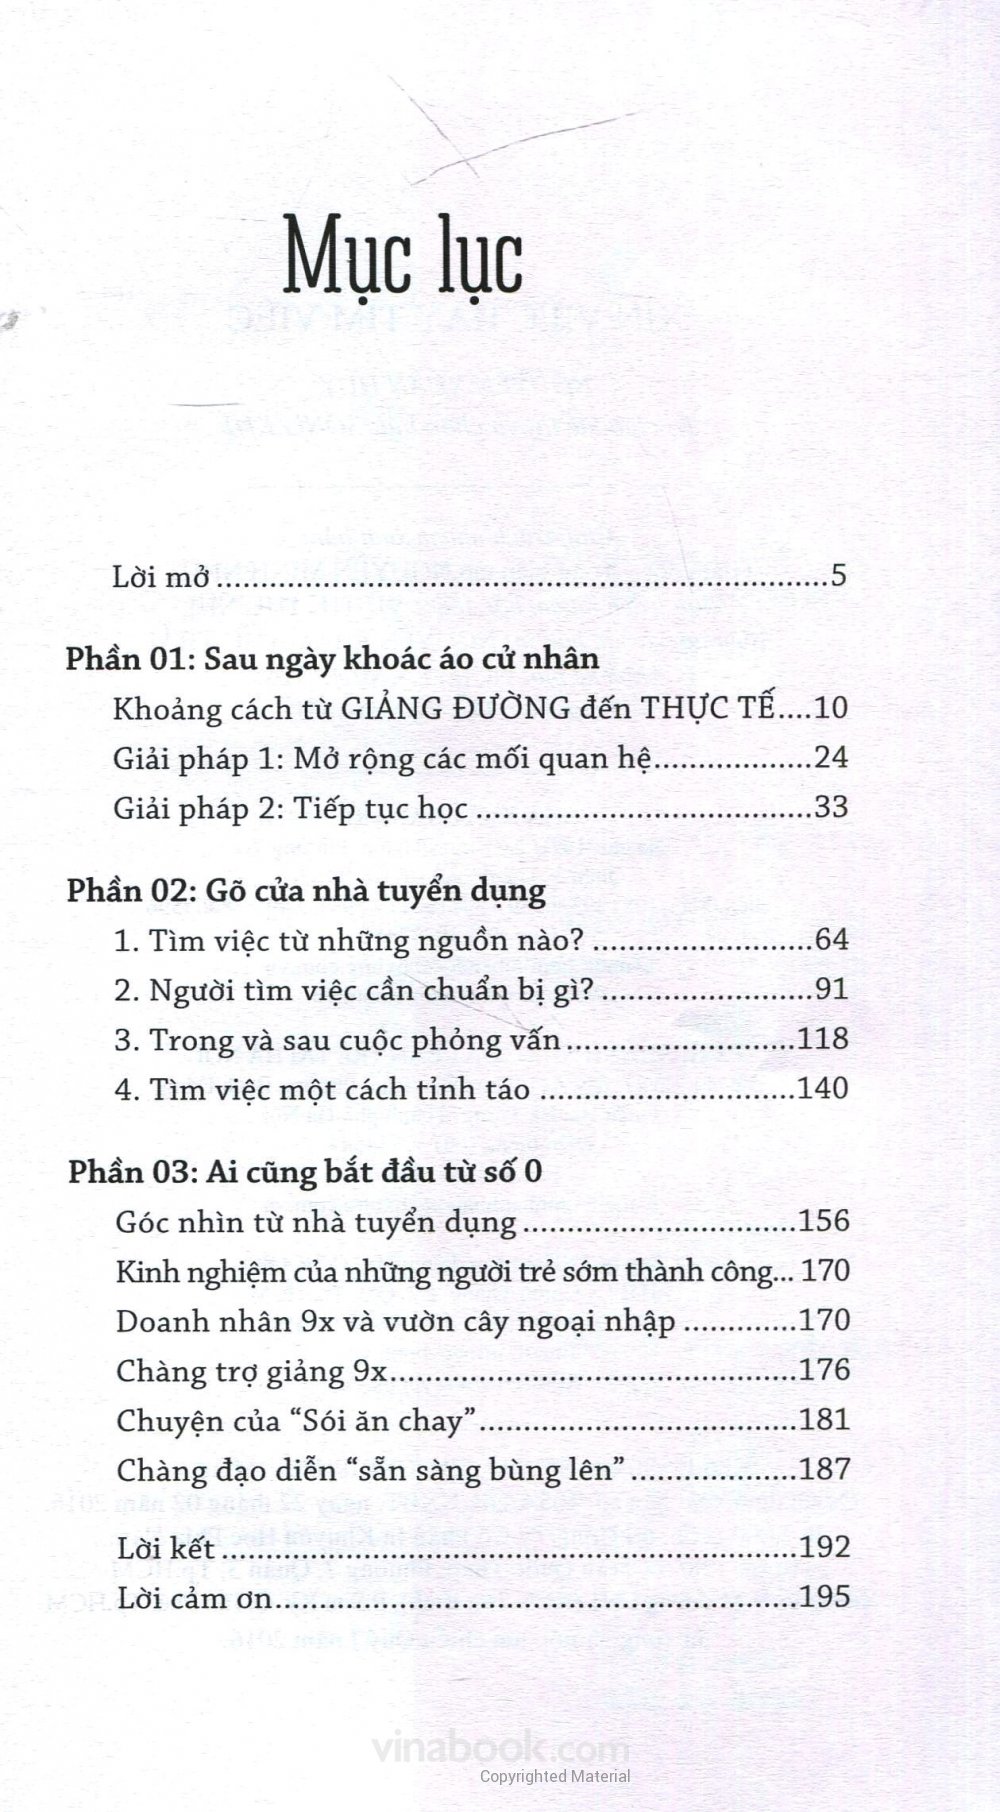 Mục lục
Lời mở.....5
Phần 01: Sau ngày khoác áo cử nhân
Khoảng cách từ GIẢNG ĐƯỜNG đến THỰC TẾ....10
Giải pháp 1: Mở rộng các mối quan hệ.....24
Giải pháp 2: Tiếp tục học.....33
Phần 02: Gõ cửa nhà tuyển dụng
1. Tìm việc từ những nguồn nào?.....64
2. Người tìm việc cần chuẩn bị gì?.....91
3. Trong và sau cuộc phỏng vấn.....118
4. Tìm việc một cách tỉnh táo.....140
Phần 03: Ai cũng bắt đầu từ số 0
Góc nhìn từ nhà tuyển dụng.....156
Kinh nghiệm của những người trẻ sớm thành công... 170
Doanh nhân 9x và vườn cây ngoại nhập.....170
Chàng trợ giảng 9x.....176
Chuyện của “Sói ăn chay”.....181
Chàng đạo diễn “sẵn sàng bùng lên”.....187
Lời kết.....192
Lời cảm ơn.....195
vinabook.com
Copyrighted Material